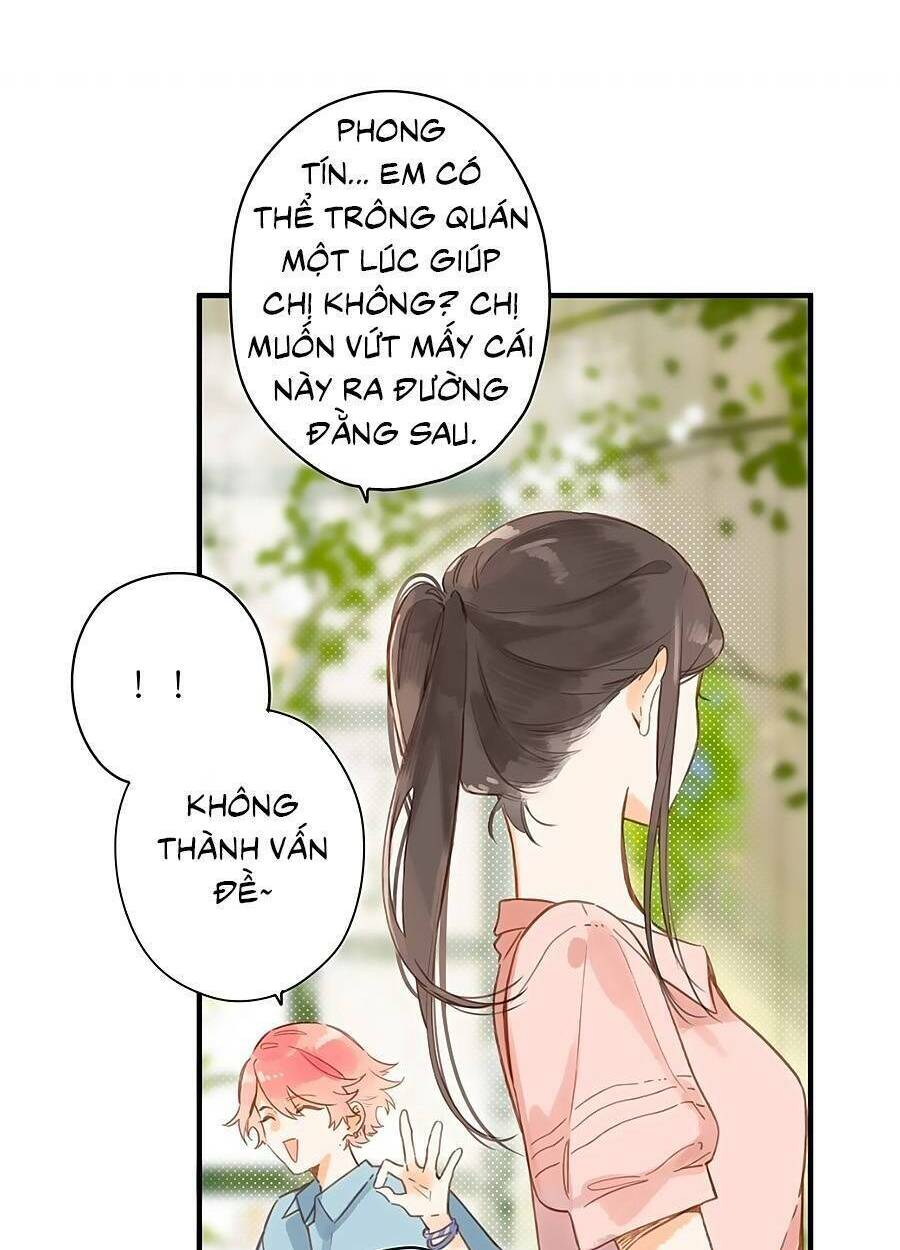 PHONG
TÍN... EM CÓ
THỂ TRÔNG QUÁN
MỘT LÚC GIÚP
CHỊ KHÔNG? CHỊ
MUỐN VỨT MẤY CÁI
NÀY RA ĐƯỜNG
ĐẰNG SAU.
! !
KHÔNG
THÀNH VẤN
ĐỀ~